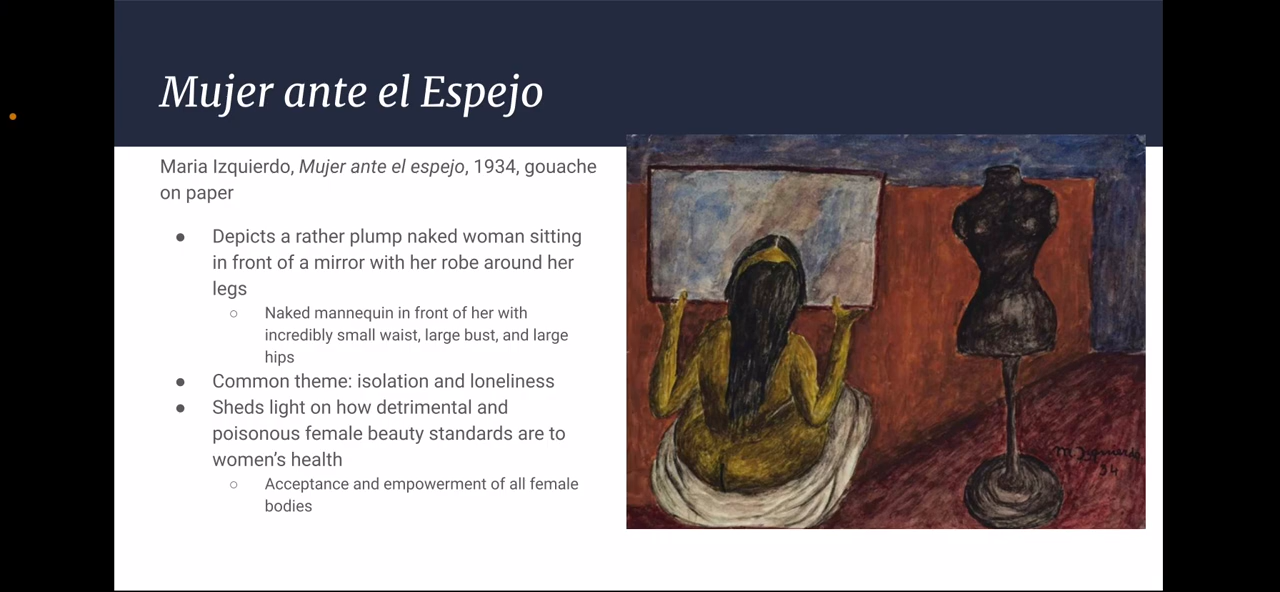 Mujer ante el Espejo
Maria Izquierdo, Mujer ante el espejo, 1934, gouache
on paper
● Depicts a rather plump naked woman sitting
in front of a mirror with her robe around her
legs
○ Naked mannequin in front of her with
incredibly small waist, large bust, and large
hips
● Common theme: isolation and loneliness
● Sheds light on how detrimental and
poisonous female beauty standards are to
women's health
○ Acceptance and empowerment of all female
bodies
M. Izquierdo
34